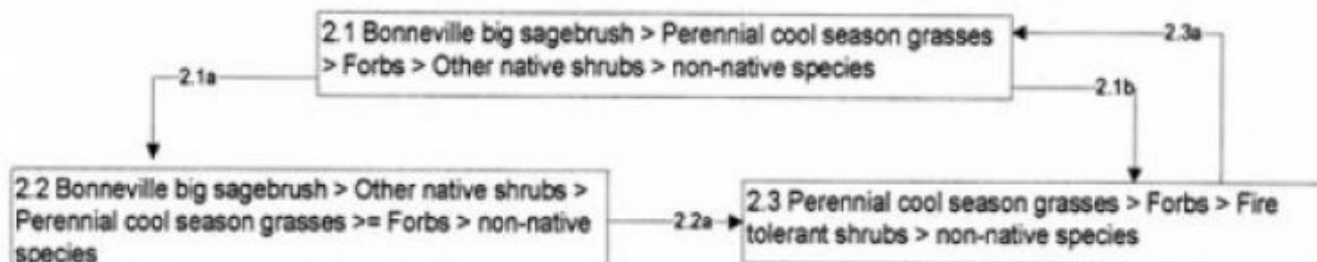 2.1 Bonneville big sagebrush > Perennial cool season grasses
> Forbs > Other native shrubs > non-native species
2.3a
2.1a
2.1b
2.2 Bonneville big sagebrush > Other native shrubs >
Perennial cool season grasses >= Forbs > non-native
species
2.2a
2.3 Perennial cool season grasses > Forbs > Fire
tolerant shrubs > non-native species